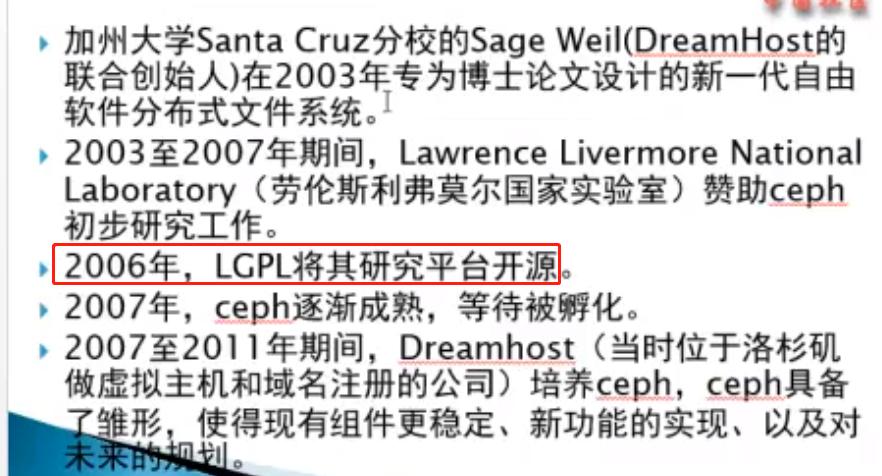 加州大学Santa Cruz分校的Sage Weil(DreamHost的
联合创始人)在2003年专为博士论文设计的新一代自由
软件分布式文件系统。
2003至2007年期间，Lawrence Livermore National
Laboratory（劳伦斯利弗莫尔国家实验室）赞助ceph
初步研究工作。
2006年，LGPL将其研究平台开源。
2007年，ceph逐渐成熟，等待被孵化。
2007至2011年期间，Dreamhost（当时位于洛杉矶
做虚拟主机和域名注册的公司）培养ceph，ceph具备
了雏形，使得现有组件更稳定、新功能的实现、以及对
未来的规划。